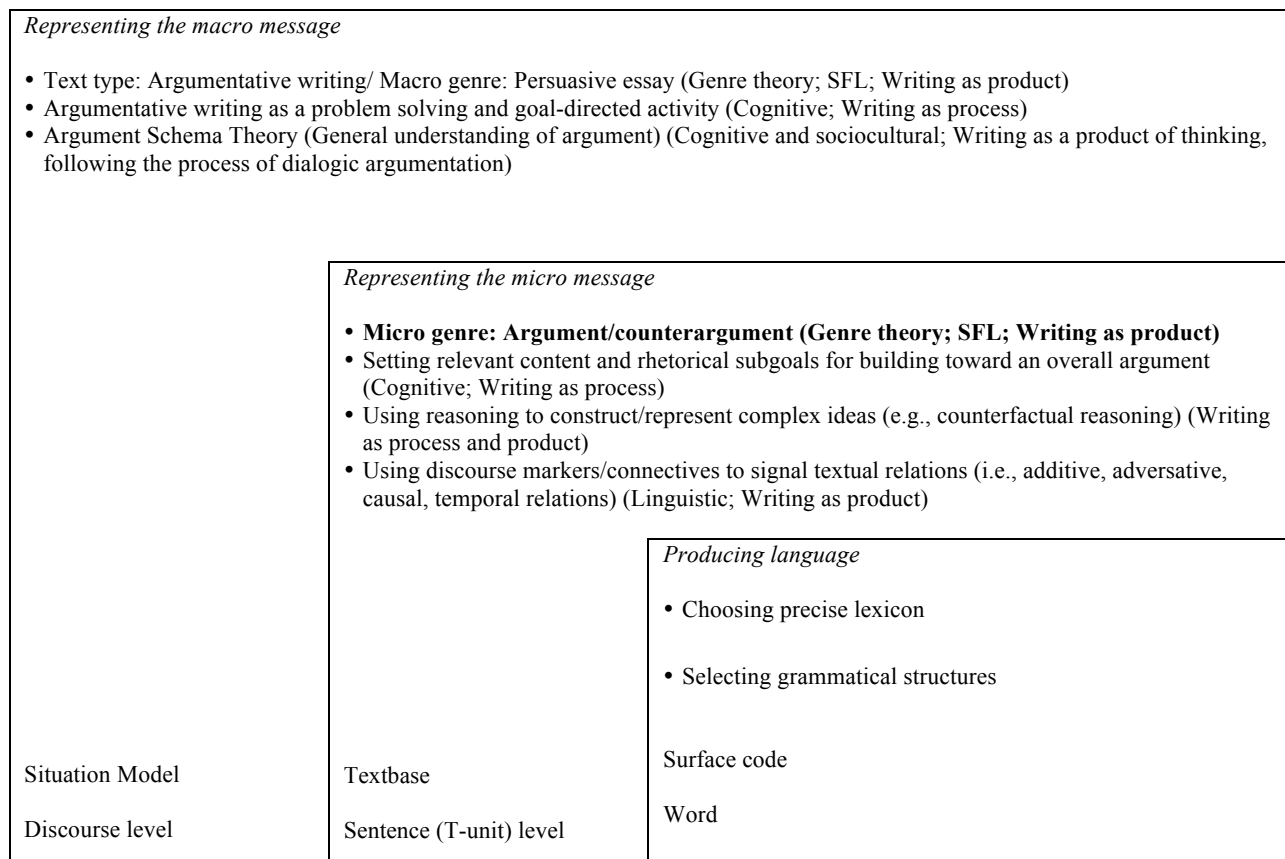 Representing the macro message
• Text type: Argumentative writing/ Macro genre: Persuasive essay (Genre theory; SFL; Writing as product)
• Argumentative writing as a problem solving and goal-directed activity (Cognitive; Writing as process)
• Argument Schema Theory (General understanding of argument) (Cognitive and sociocultural; Writing as a product of thinking,
following the process of dialogic argumentation)
Representing the micro message
• Micro genre: Argument/counterargument (Genre theory; SFL; Writing as product)
• Setting relevant content and rhetorical subgoals for building toward an overall argument
(Cognitive; Writing as process)
• Using reasoning to construct/represent complex ideas (e.g., counterfactual reasoning) (Writing
as process and product)
• Using discourse markers/connectives to signal textual relations (i.e., additive, adversative,
causal, temporal relations) (Linguistic; Writing as product)
Producing language
• Choosing precise lexicon
• Selecting grammatical structures
Situation Model
Discourse level
Textbase
Sentence (T-unit) level
Surface code
Word